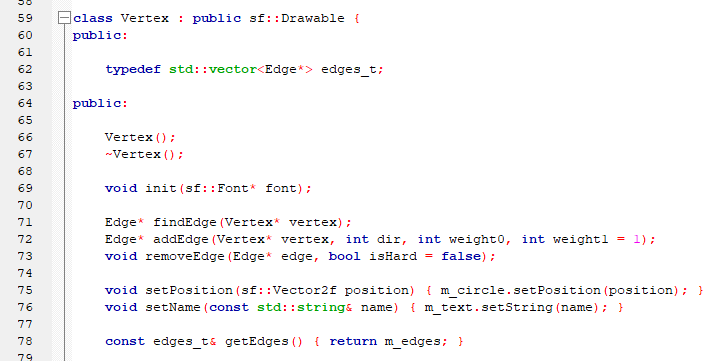 58
59 class Vertex : public sf::Drawable {
60 public:
61
62 typedef std::vector<Edge*> edges_t;
63
64 public:
65
66 Vertex();
67 ~Vertex();
68
69 void init(sf::Font* font);
70
71 Edge* findEdge(Vertex* vertex);
72 Edge* addEdge(Vertex* vertex, int dir, int weight0, int weight1 = 1);
73 void removeEdge(Edge* edge, bool isHard = false);
74
75 void setPosition(sf::Vector2f position) { m_circle.setPosition(position); }
76 void setName(const std::string& name) { m_text.setString(name); }
77
78 const edges_t& getEdges() { return m_edges; }
79